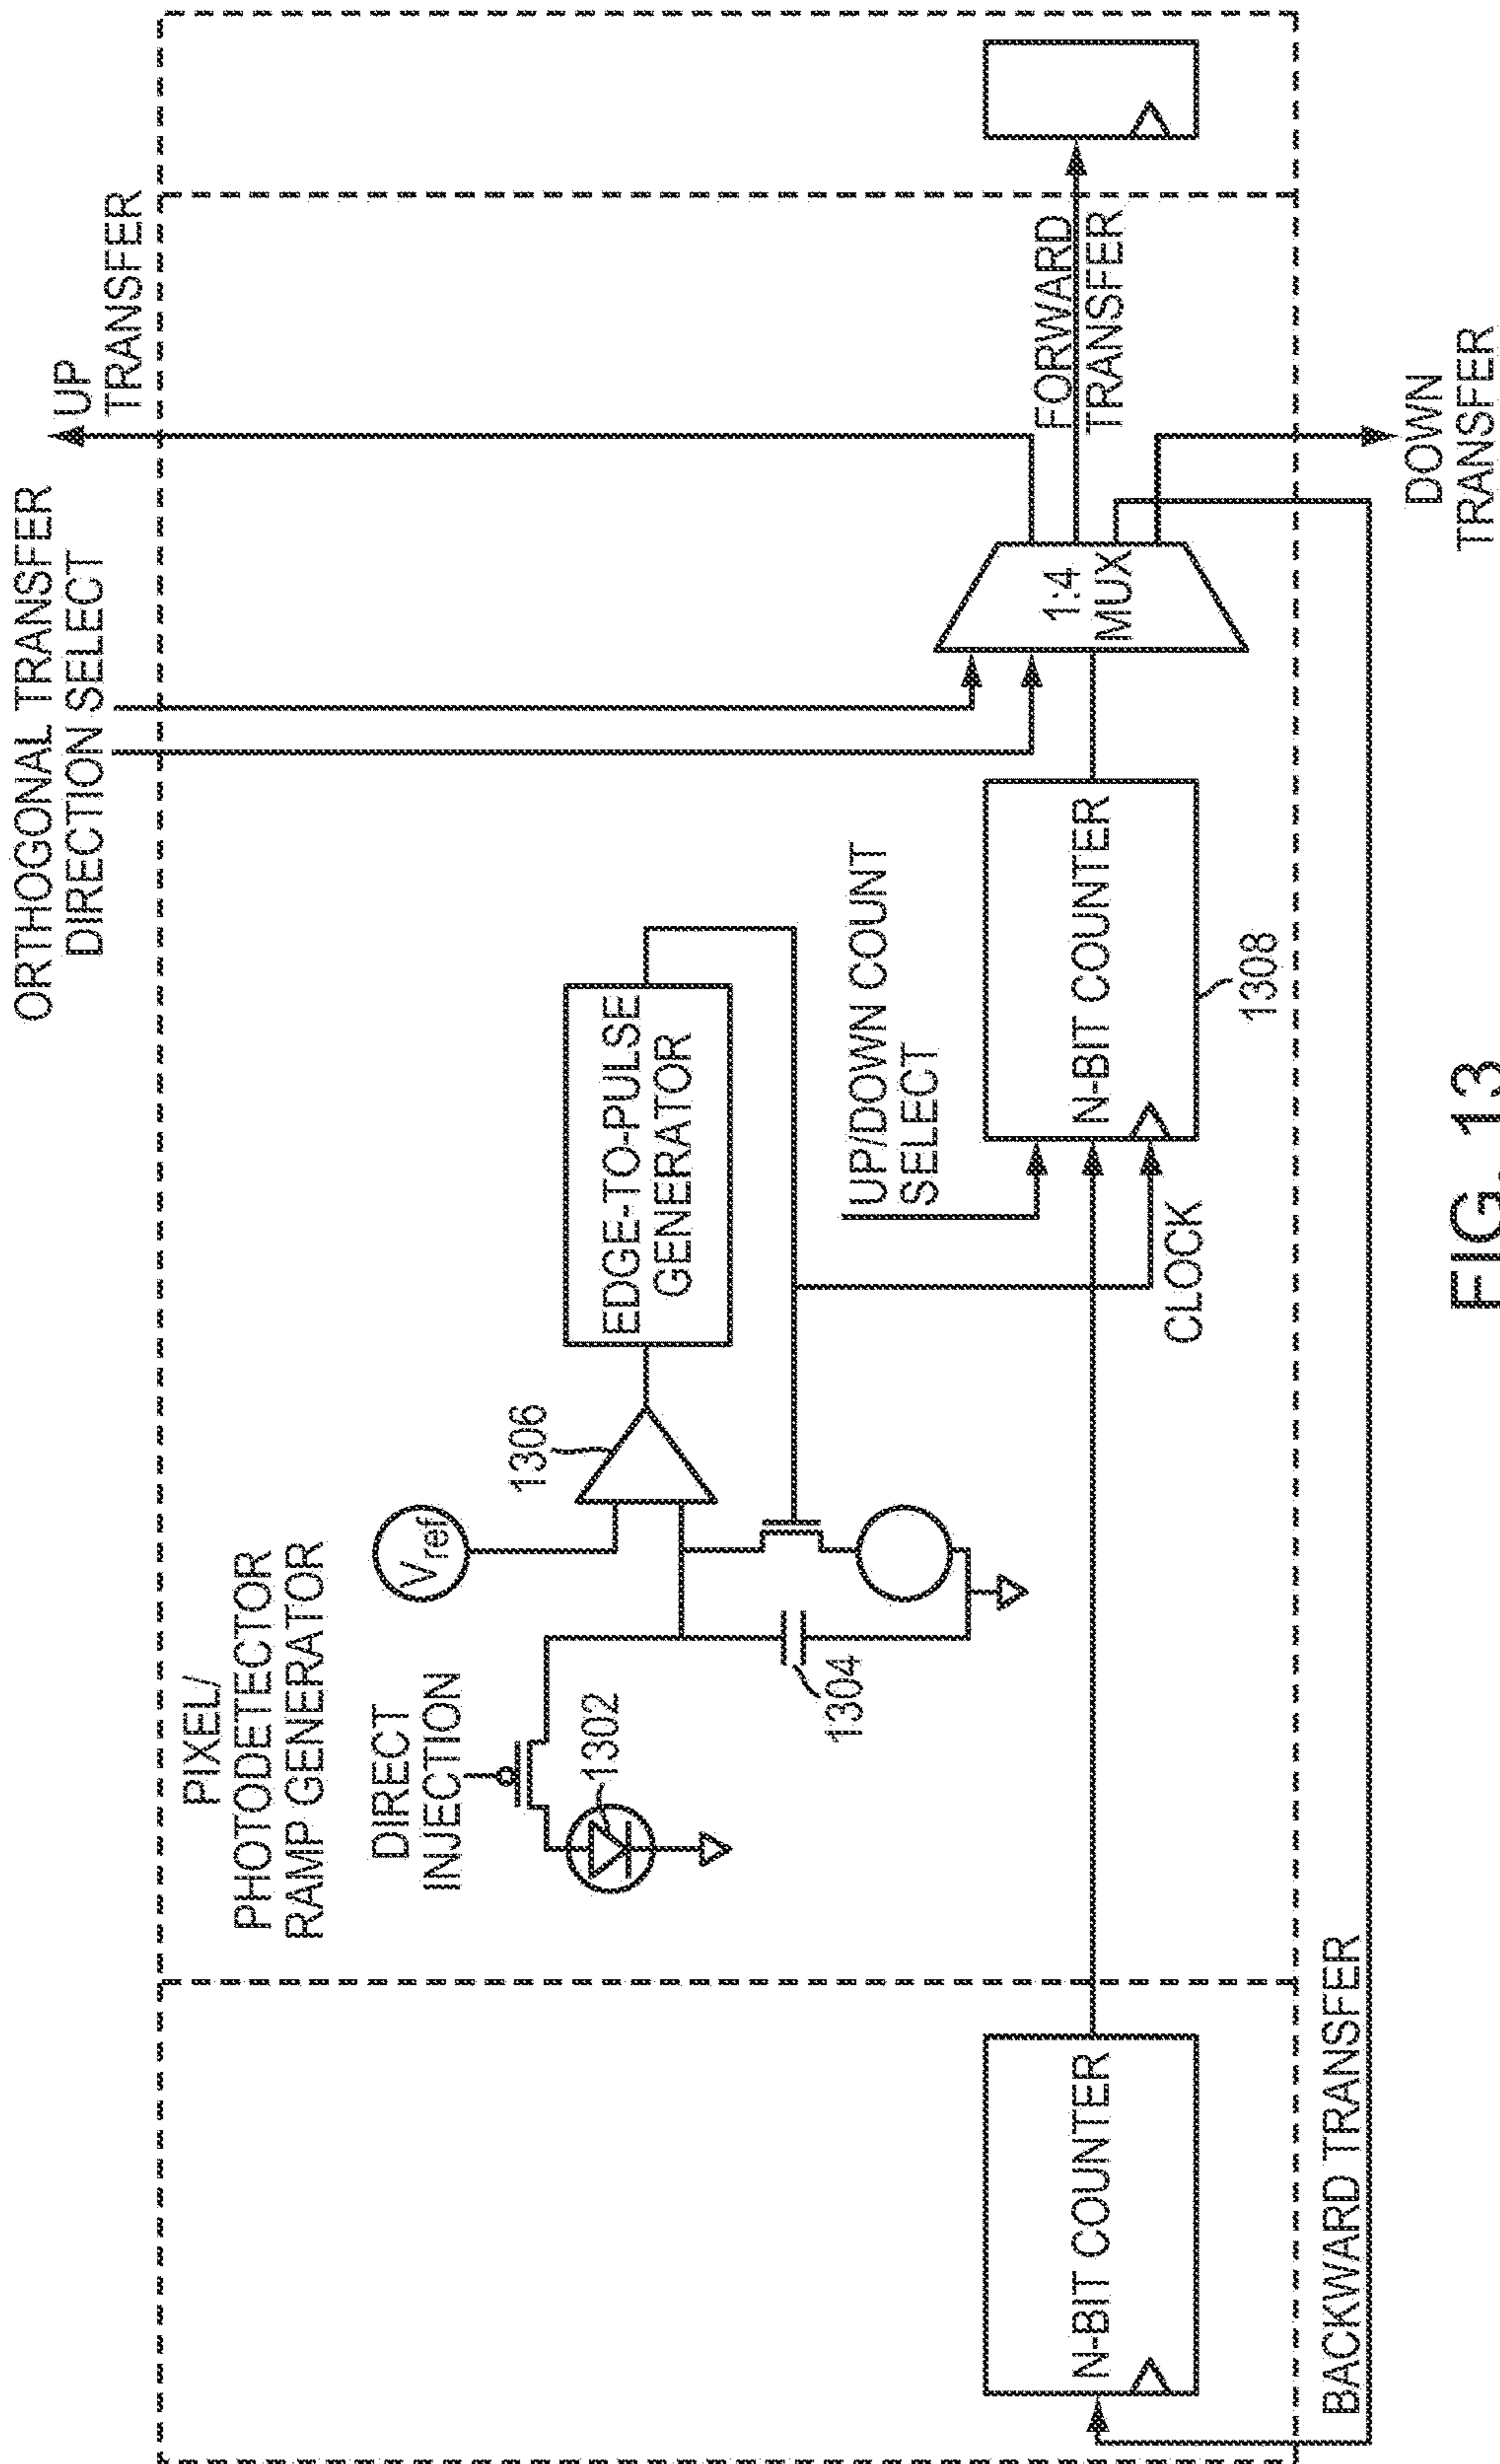 ORTHOGONAL TRANSFER
DIRECTION SELECT
UP
TRANSFER
PIXEL/
PHOTODETECTOR
RAMP GENERATOR
DIRECT
INJECTION
Vref
1302
1304
1306
EDGE-TO-PULSE
GENERATOR
UP/DOWN COUNT
SELECT
CLOCK
N-BIT COUNTER
N-BIT COUNTER
1308
1:4
MUX
FORWARD
TRANSFER
BACKWARD TRANSFER
DOWN
TRANSFER
FIG. 13